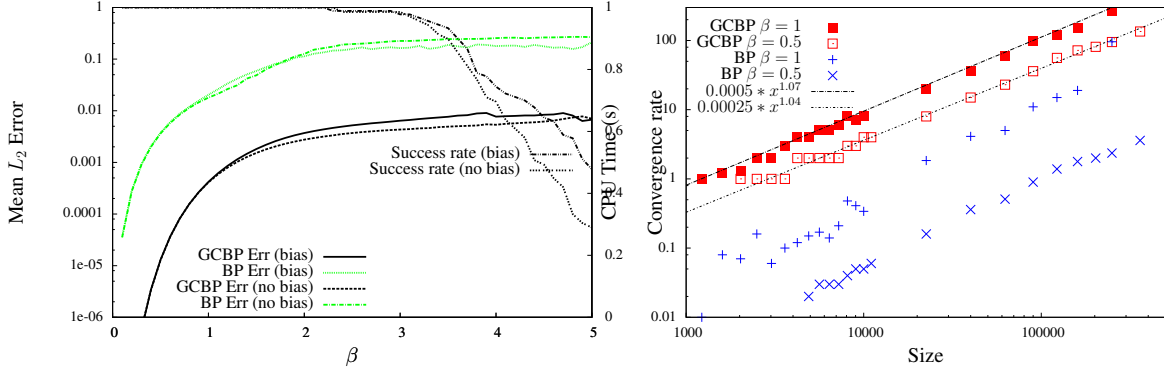 Mean L₂ Error
1
0.1
0.01
0.001
0.0001
1e-05
1e-06
0
1
2
3
4
5
β
1
0.8
0.6
0.4
0.2
0
CPU Time (s)
Success rate (bias)
Success rate (no bias)
GCBP Err (bias)
BP Err (bias)
GCBP Err (no bias)
BP Err (no bias)
Convergence rate
100
10
1
0.1
0.01
1000
10000
100000
Size
GCBP β = 1
GCBP β = 0.5
BP β = 1
BP β = 0.5
0.0005 * x^1.07
0.00025 * x^1.04